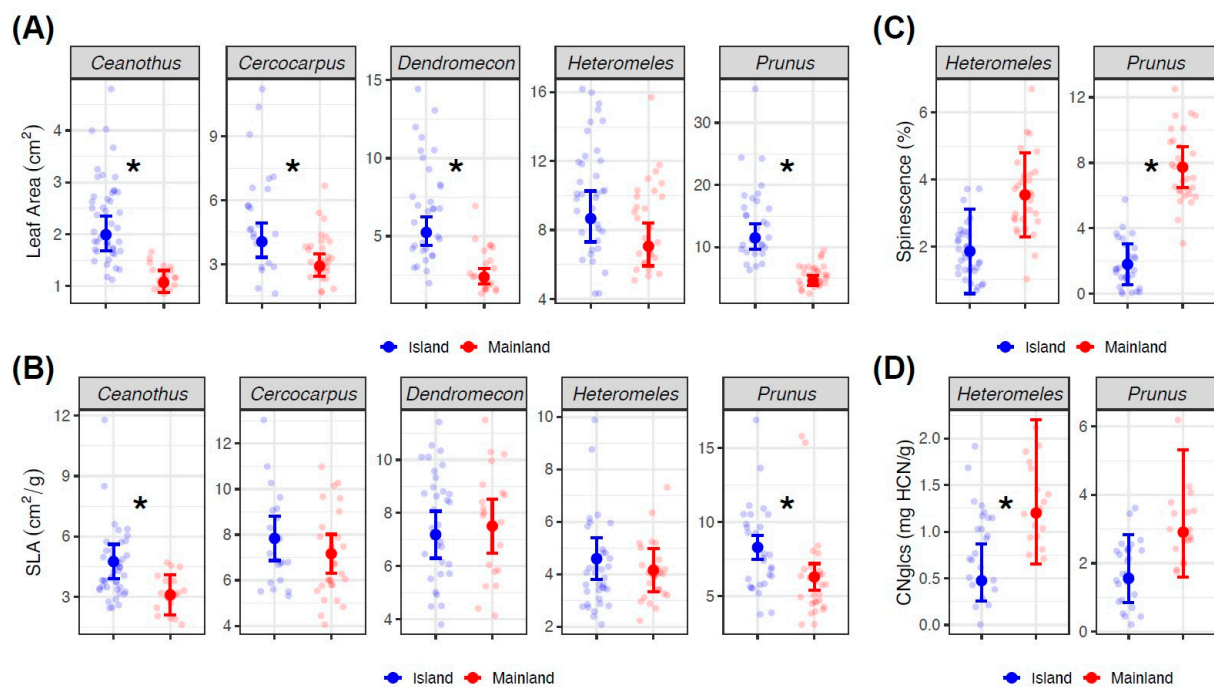 (A)
Ceanothus
Cercocarpus
Dendromecon
Heteromeles
Prunus
Leaf Area (cm²)
4
3
2
1
*
9
6
3
*
15
10
5
*
16
12
8
4
30
20
10
*
Island Mainland
(B)
Ceanothus
Cercocarpus
Dendromecon
Heteromeles
Prunus
SLA (cm²/g)
12
9
6
3
*
12
10
8
6
4
12
10
8
6
4
10
8
6
4
2
15
10
5
*
Island Mainland
(C)
Heteromeles
Prunus
Spinescence (%)
6
4
2
12
9
6
3
0
*
Island Mainland
(D)
Heteromeles
Prunus
CNglcs (mg HCN/g)
2.0
1.5
1.0
0.5
0.0
*
6
4
2
0
Island Mainland